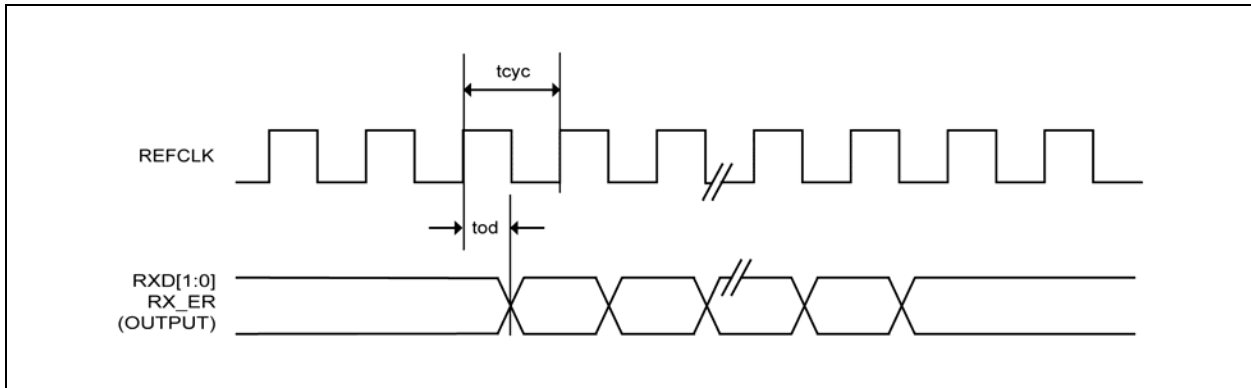 tcyc
REFCLK
tod
RXD[1:0]
RX_ER
(OUTPUT)